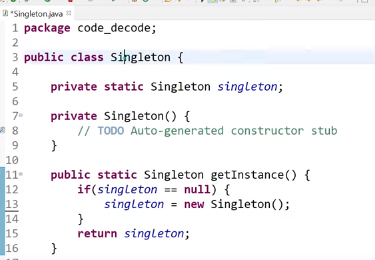 *Singleton.java
1 package code_decode;
2
3 public class Singleton {
4
5 private static Singleton singleton;
6
7 private Singleton() {
8 // TODO Auto-generated constructor stub
9 }
10
11 public static Singleton getInstance() {
12 if(singleton == null) {
13 singleton = new Singleton();
14 }
15 return singleton;
16 }
17